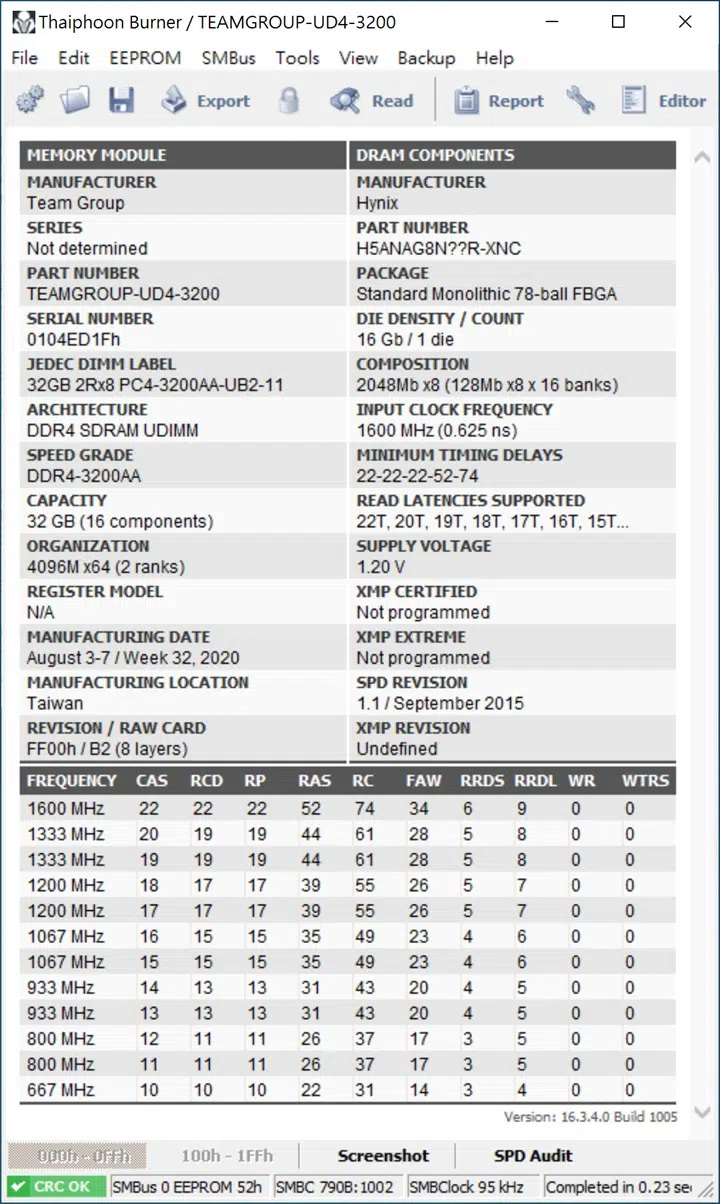 Thaiphoon Burner / TEAMGROUP-UD4-3200
File Edit EEPROM SMBus Tools View Backup Help
Export Read Report Editor
MEMORY MODULE DRAM COMPONENTS
MANUFACTURER MANUFACTURER
Team Group Hynix
SERIES PART NUMBER
Not determined H5ANAG8N??R-XNC
PART NUMBER PACKAGE
TEAMGROUP-UD4-3200 Standard Monolithic 78-ball FBGA
SERIAL NUMBER DIE DENSITY / COUNT
0104ED1Fh 16 Gb / 1 die
JEDEC DIMM LABEL COMPOSITION
32GB 2Rx8 PC4-3200AA-UB2-11 2048Mb x8 (128Mb x8 x 16 banks)
ARCHITECTURE INPUT CLOCK FREQUENCY
DDR4 SDRAM UDIMM 1600 MHz (0.625 ns)
SPEED GRADE MINIMUM TIMING DELAYS
DDR4-3200AA 22-22-22-52-74
CAPACITY READ LATENCIES SUPPORTED
32 GB (16 components) 22T, 20T, 19T, 18T, 17T, 16T, 15T...
ORGANIZATION SUPPLY VOLTAGE
4096M x64 (2 ranks) 1.20 V
REGISTER MODEL XMP CERTIFIED
N/A Not programmed
MANUFACTURING DATE XMP EXTREME
August 3-7 / Week 32, 2020 Not programmed
MANUFACTURING LOCATION SPD REVISION
Taiwan 1.1 / September 2015
REVISION / RAW CARD XMP REVISION
FF00h / B2 (8 layers) Undefined
FREQUENCY CAS RCD RP RAS RC FAW RRDS RRDL WR WTRS
1600 MHz 22 22 22 52 74 34 6 9 0 0
1333 MHz 20 19 19 44 61 28 5 8 0 0
1333 MHz 19 19 19 44 61 28 5 8 0 0
1200 MHz 18 17 17 39 55 26 5 7 0 0
1200 MHz 17 17 17 39 55 26 5 7 0 0
1067 MHz 16 15 15 35 49 23 4 6 0 0
1067 MHz 15 15 15 35 49 23 4 6 0 0
933 MHz 14 13 13 31 43 20 4 5 0 0
933 MHz 13 13 13 31 43 20 4 5 0 0
800 MHz 12 11 11 26 37 17 3 5 0 0
800 MHz 11 11 11 26 37 17 3 5 0 0
667 MHz 10 10 10 22 31 14 3 4 0 0
Version: 16.3.4.0 Build 1005
000h - 0FFh 100h - 1FFh Screenshot SPD Audit
CRC OK SMBus 0 EEPROM 52h SMBC 790B:1002 SMBClock 95 kHz Completed in 0.23 sec